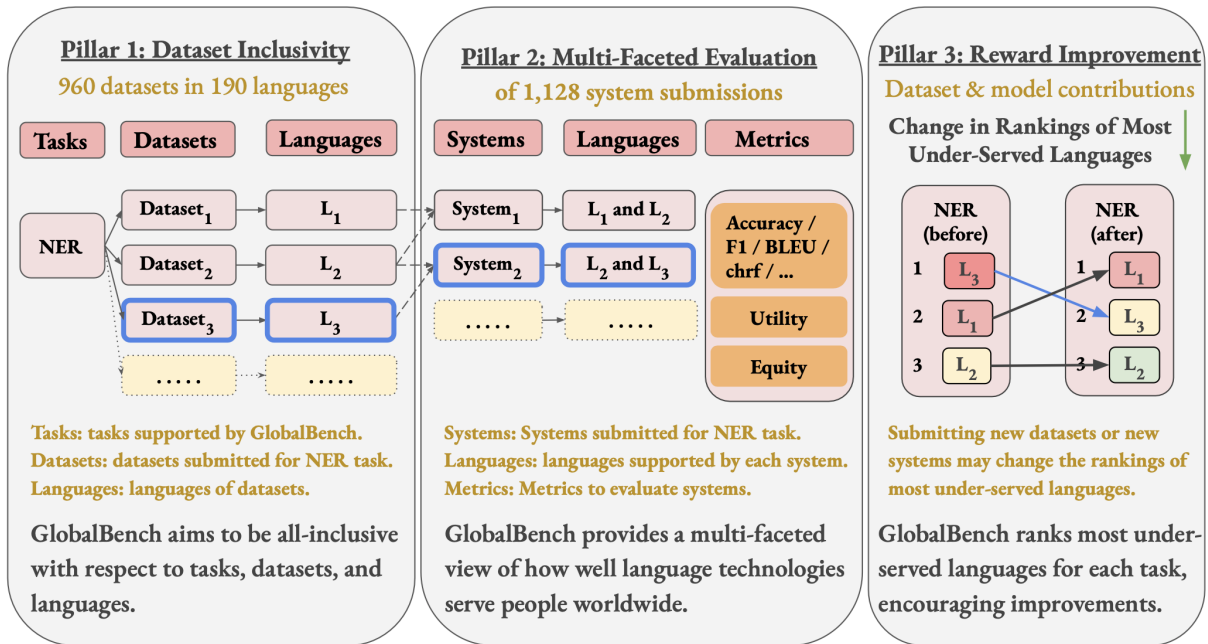 Pillar 1: Dataset Inclusivity
960 datasets in 190 languages
Tasks
Datasets
Languages
NER
Dataset1
L1
Dataset2
L2
Dataset3
L3
.....
.....
Tasks: tasks supported by GlobalBench.
Datasets: datasets submitted for NER task.
Languages: languages of datasets.
GlobalBench aims to be all-inclusive
with respect to tasks, datasets, and
languages.
Pillar 2: Multi-Faceted Evaluation
of 1,128 system submissions
Systems
Languages
Metrics
System1
L1 and L2
System2
L2 and L3
.....
.....
Accuracy /
F1 / BLEU /
chrf / ...
Utility
Equity
Systems: Systems submitted for NER task.
Languages: languages supported by each system.
Metrics: Metrics to evaluate systems.
GlobalBench provides a multi-faceted
view of how well language technologies
serve people worldwide.
Pillar 3: Reward Improvement
Dataset & model contributions
Change in Rankings of Most
Under-Served Languages
NER
(before)
1 L3
2 L1
3 L2
NER
(after)
1 L1
2 L3
3 L2
Submitting new datasets or new
systems may change the rankings of
most under-served languages.
GlobalBench ranks most under-
served languages for each task,
encouraging improvements.